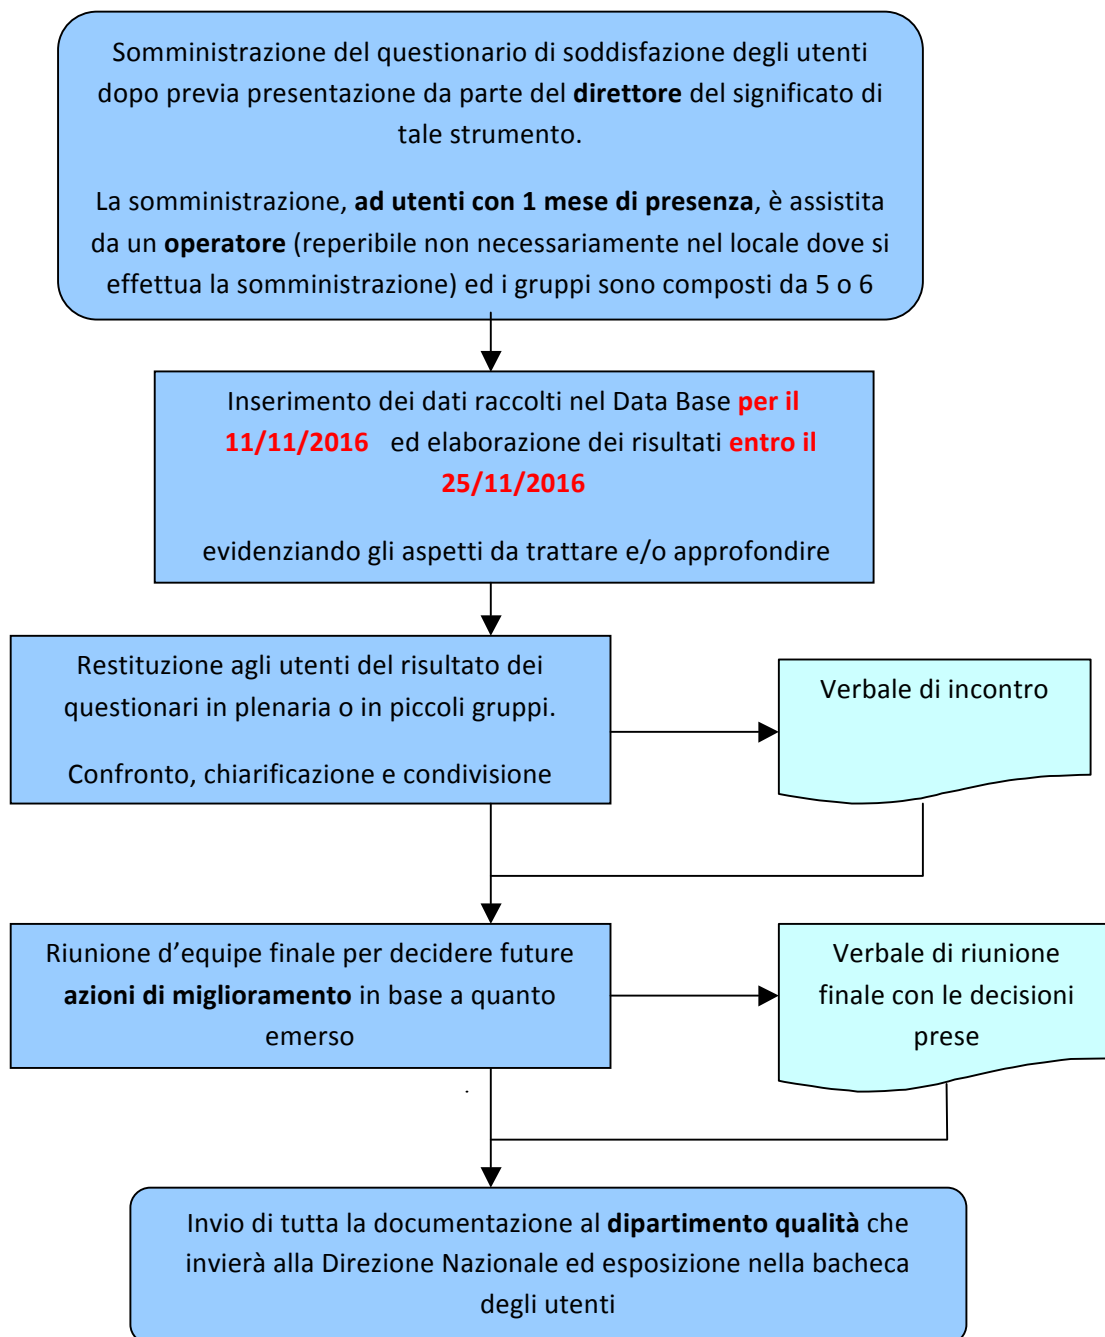 Somministrazione del questionario di soddisfazione degli utenti
dopo previa presentazione da parte del direttore del significato di
tale strumento.
La somministrazione, ad utenti con 1 mese di presenza, è assistita
da un operatore (reperibile non necessariamente nel locale dove si
effettua la somministrazione) ed i gruppi sono composti da 5 o 6
Inserimento dei dati raccolti nel Data Base per il
11/11/2016 ed elaborazione dei risultati entro il
25/11/2016
evidenziando gli aspetti da trattare e/o approfondire
Restituzione agli utenti del risultato dei
questionari in plenaria o in piccoli gruppi.
Confronto, chiarificazione e condivisione
Verbale di incontro
Riunione d’equipe finale per decidere future
azioni di miglioramento in base a quanto
emerso
Verbale di riunione
finale con le decisioni
prese
Invio di tutta la documentazione al dipartimento qualità che
invierà alla Direzione Nazionale ed esposizione nella bacheca
degli utenti